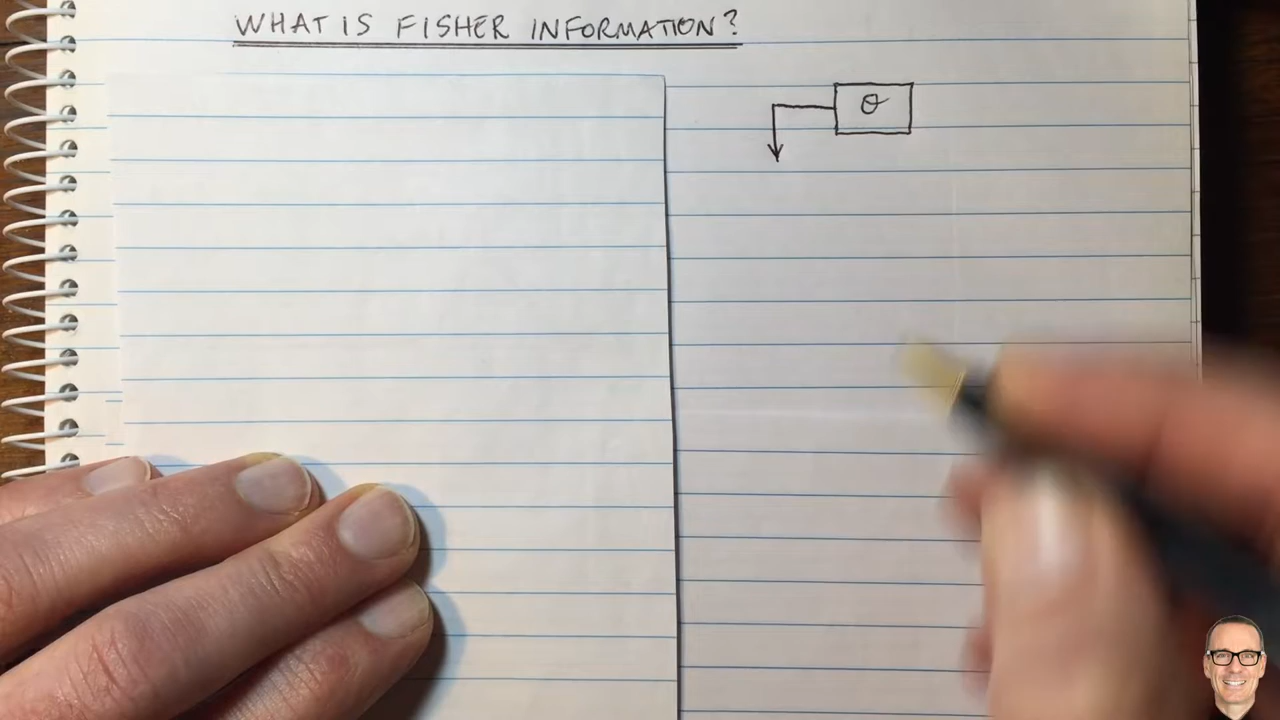 WHAT IS FISHER INFORMATION?
θ